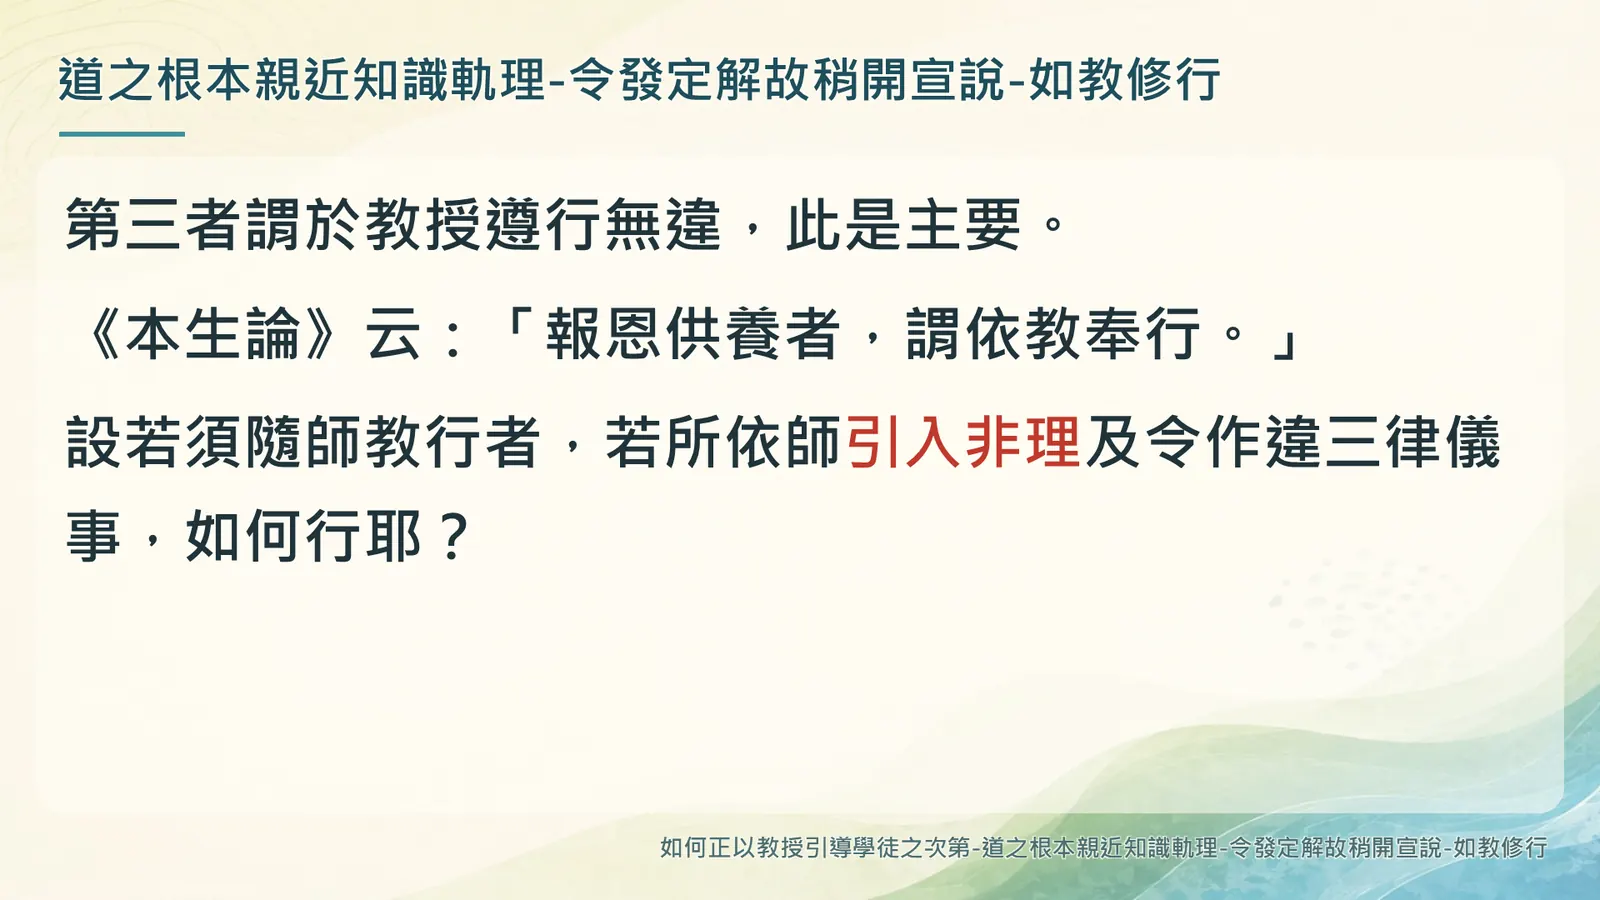 道之根本親近知識軌理-令發定解故稍開宣說-如教修行
第三者謂於教授遵行無違，此是主要。
《本生論》云：「報恩供養者，謂依教奉行。」
設若須隨師教行者，若所依師引入非理及令作違三律儀
事，如何行耶？
如何正以教授引導學徒之次第-道之根本親近知識軌理-令發定解故稍開宣說-如教修行